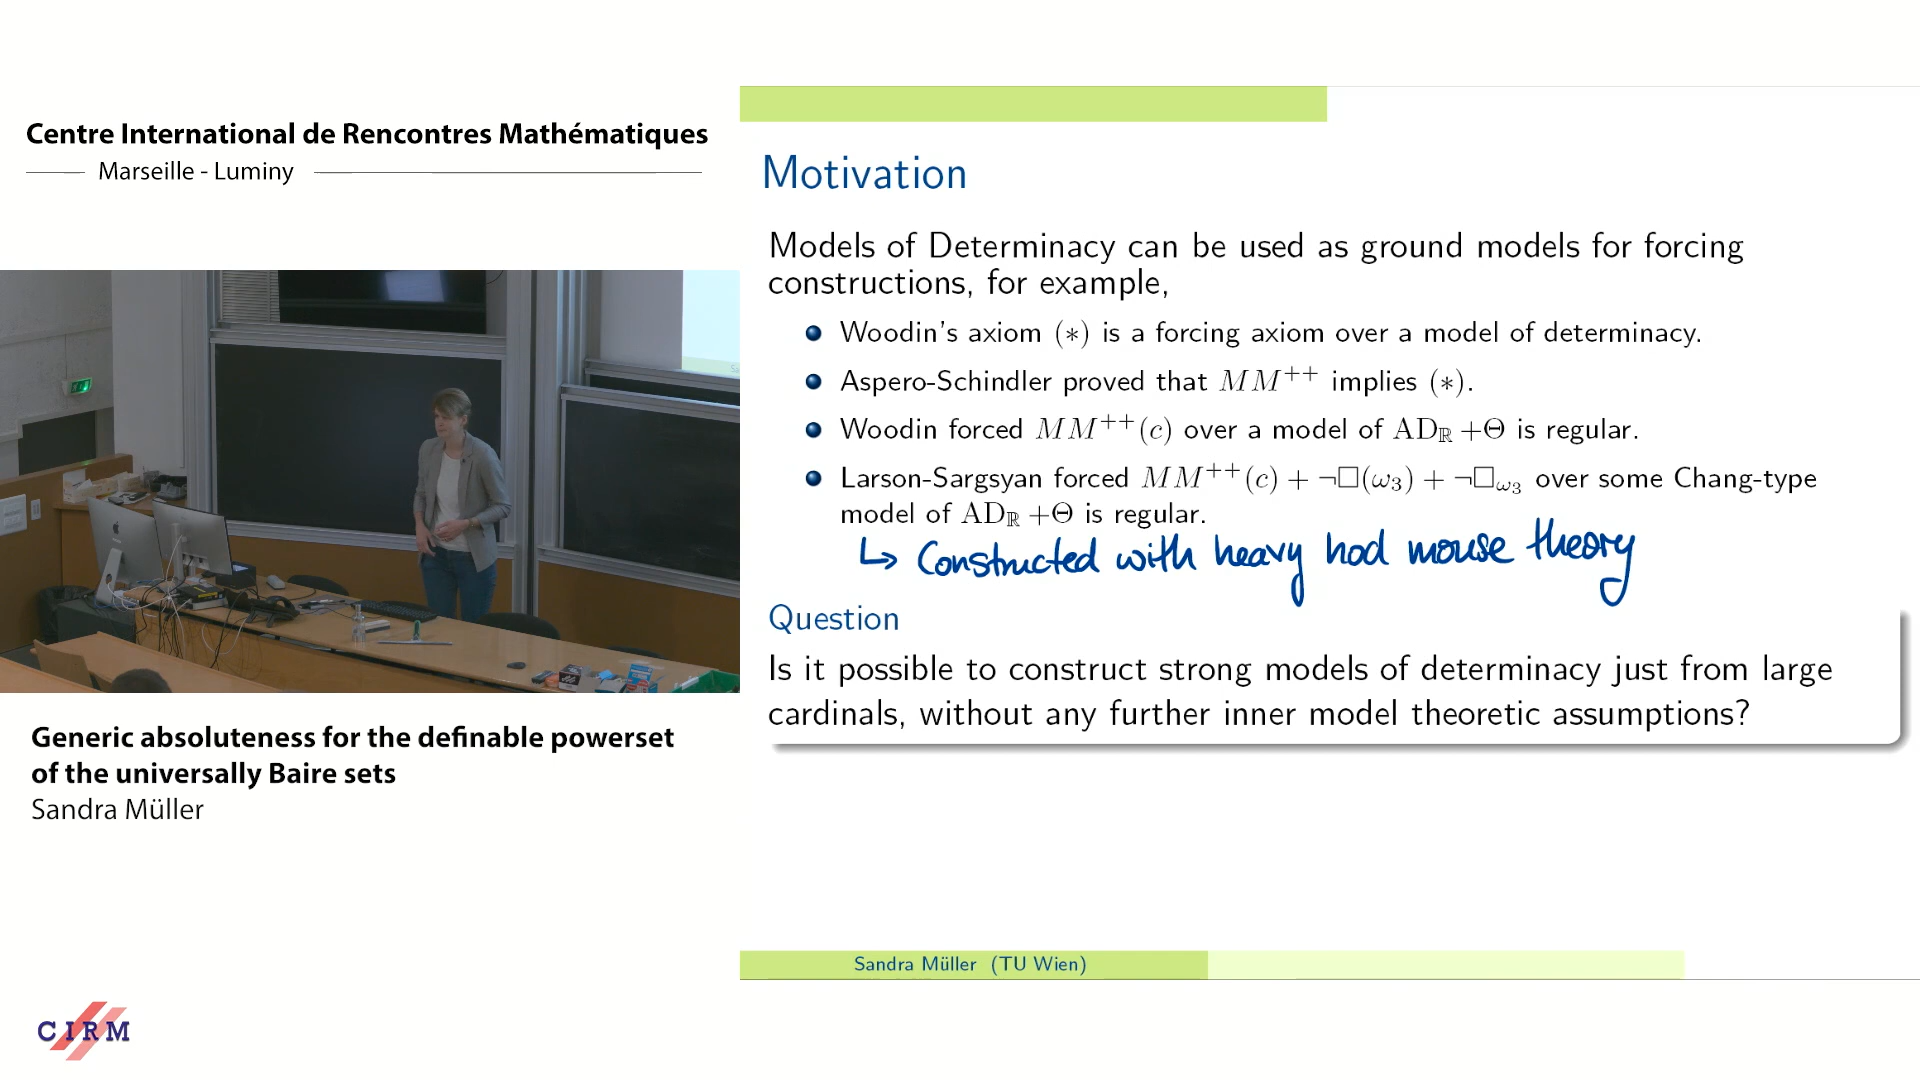 Centre International de Rencontres Mathématiques
Marseille - Luminy
Generic absoluteness for the definable powerset
of the universally Baire sets
Sandra Müller
CIRM
Motivation
Models of Determinacy can be used as ground models for forcing
constructions, for example,
Woodin's axiom (∗) is a forcing axiom over a model of determinacy.
Aspero-Schindler proved that MM⁺⁺ implies (∗).
Woodin forced MM⁺⁺(c) over a model of AD_ℝ +Θ is regular.
Larson-Sargsyan forced MM⁺⁺(c) + ¬□(ω₃) + ¬□_ω₃ over some Chang-type
model of AD_ℝ +Θ is regular.
↳ Constructed with heavy hod mouse theory
Question
Is it possible to construct strong models of determinacy just from large
cardinals, without any further inner model theoretic assumptions?
Sandra Müller (TU Wien)